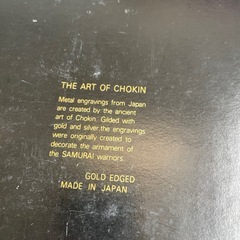 THE ART OF CHOKIN
Metal engravings from Japan
are created by the ancient
art of Chokin. Gilded with
gold and silver.the engravings
were originally created to
decorate the armament of
the SAMURAI warriors.
GOLD EDGED
MADE IN JAPAN